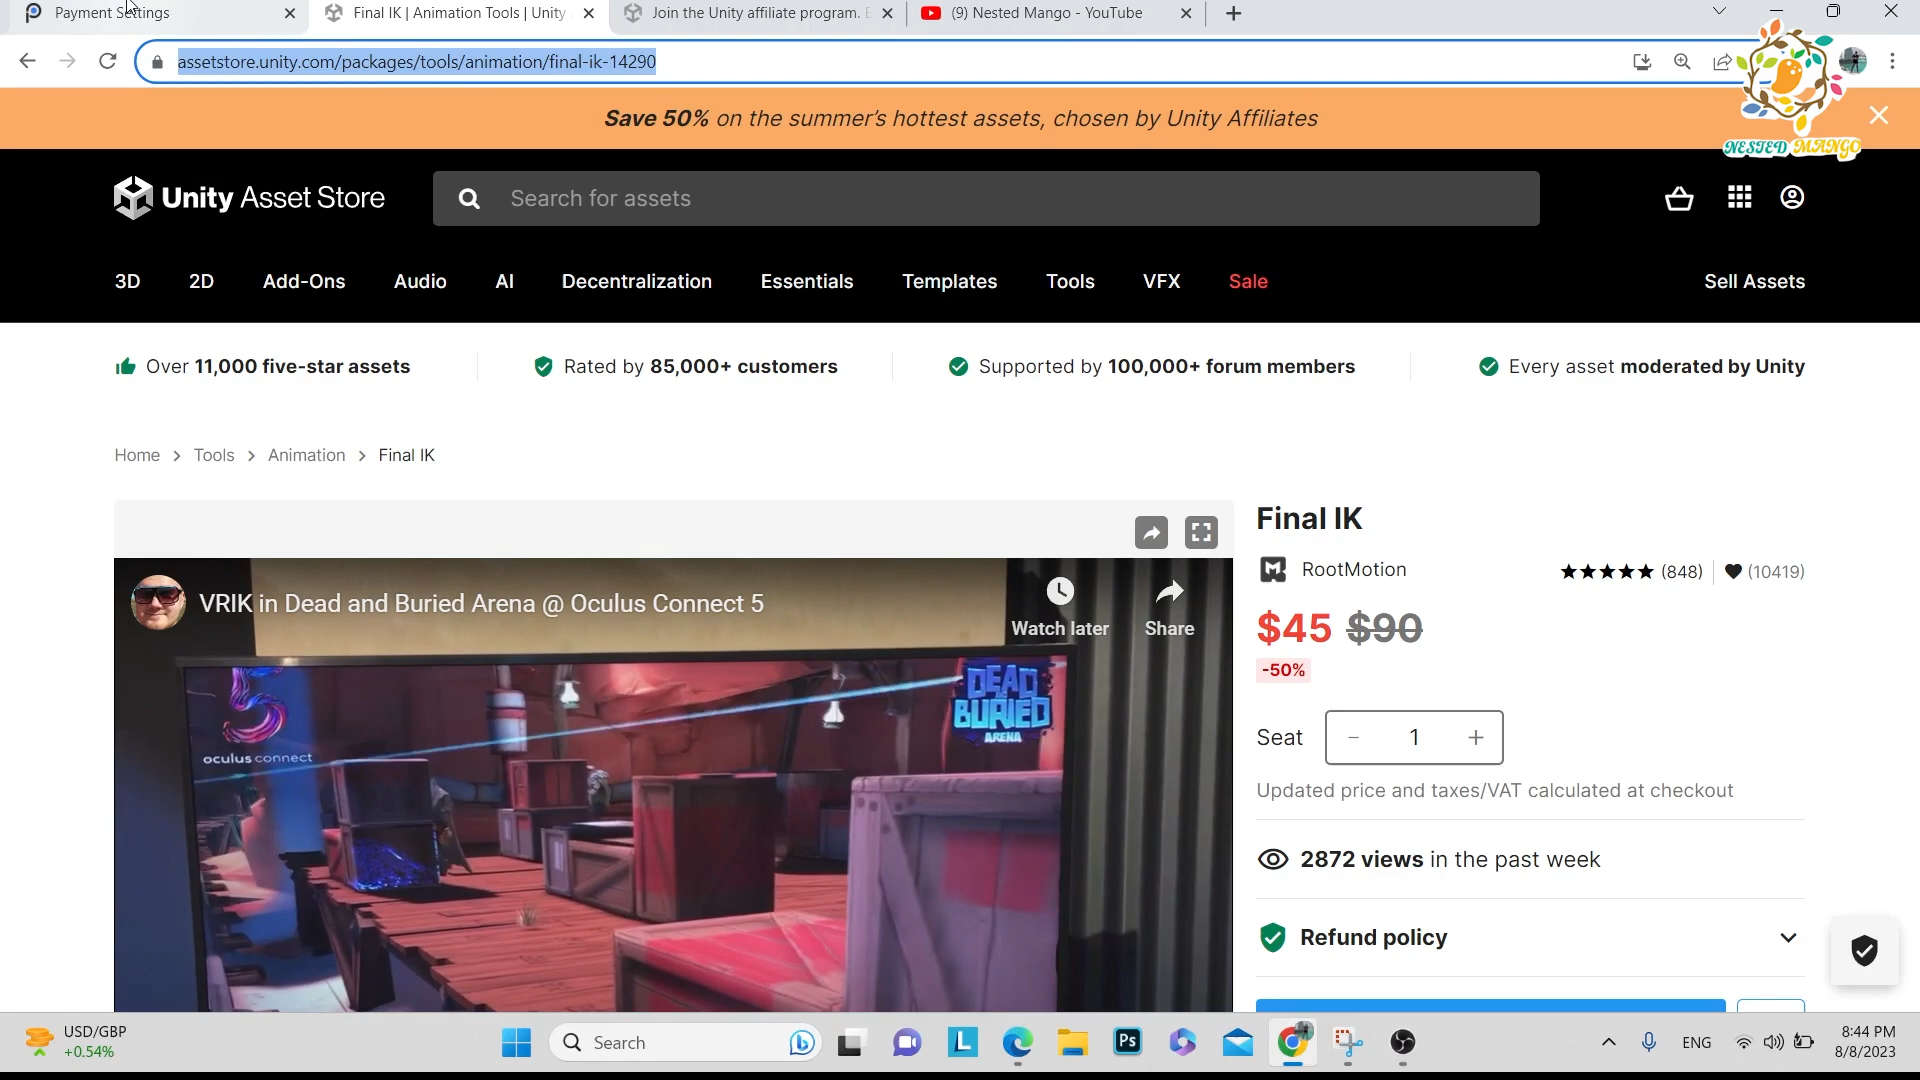 Payment Settings
Final IK | Animation Tools | Unity
Join the Unity affiliate program. E
(9) Nested Mango - YouTube
assetstore.unity.com/packages/tools/animation/final-ik-14290
Save 50% on the summer's hottest assets, chosen by Unity Affiliates
NESTED MANGO
Unity Asset Store
Search for assets
3D
2D
Add-Ons
Audio
AI
Decentralization
Essentials
Templates
Tools
VFX
Sale
Sell Assets
Over 11,000 five-star assets
Rated by 85,000+ customers
Supported by 100,000+ forum members
Every asset moderated by Unity
Home > Tools > Animation > Final IK
VRIK in Dead and Buried Arena @ Oculus Connect 5
Watch later
Share
5
oculus connect
DEAD
BURIED
ARENA
Final IK
RootMotion
(848)
(10419)
$45 $90
-50%
Seat
− 1 +
Updated price and taxes/VAT calculated at checkout
2872 views in the past week
Refund policy
USD/GBP
+0.54%
Search
L
Ps
ENG
8:44 PM
8/8/2023